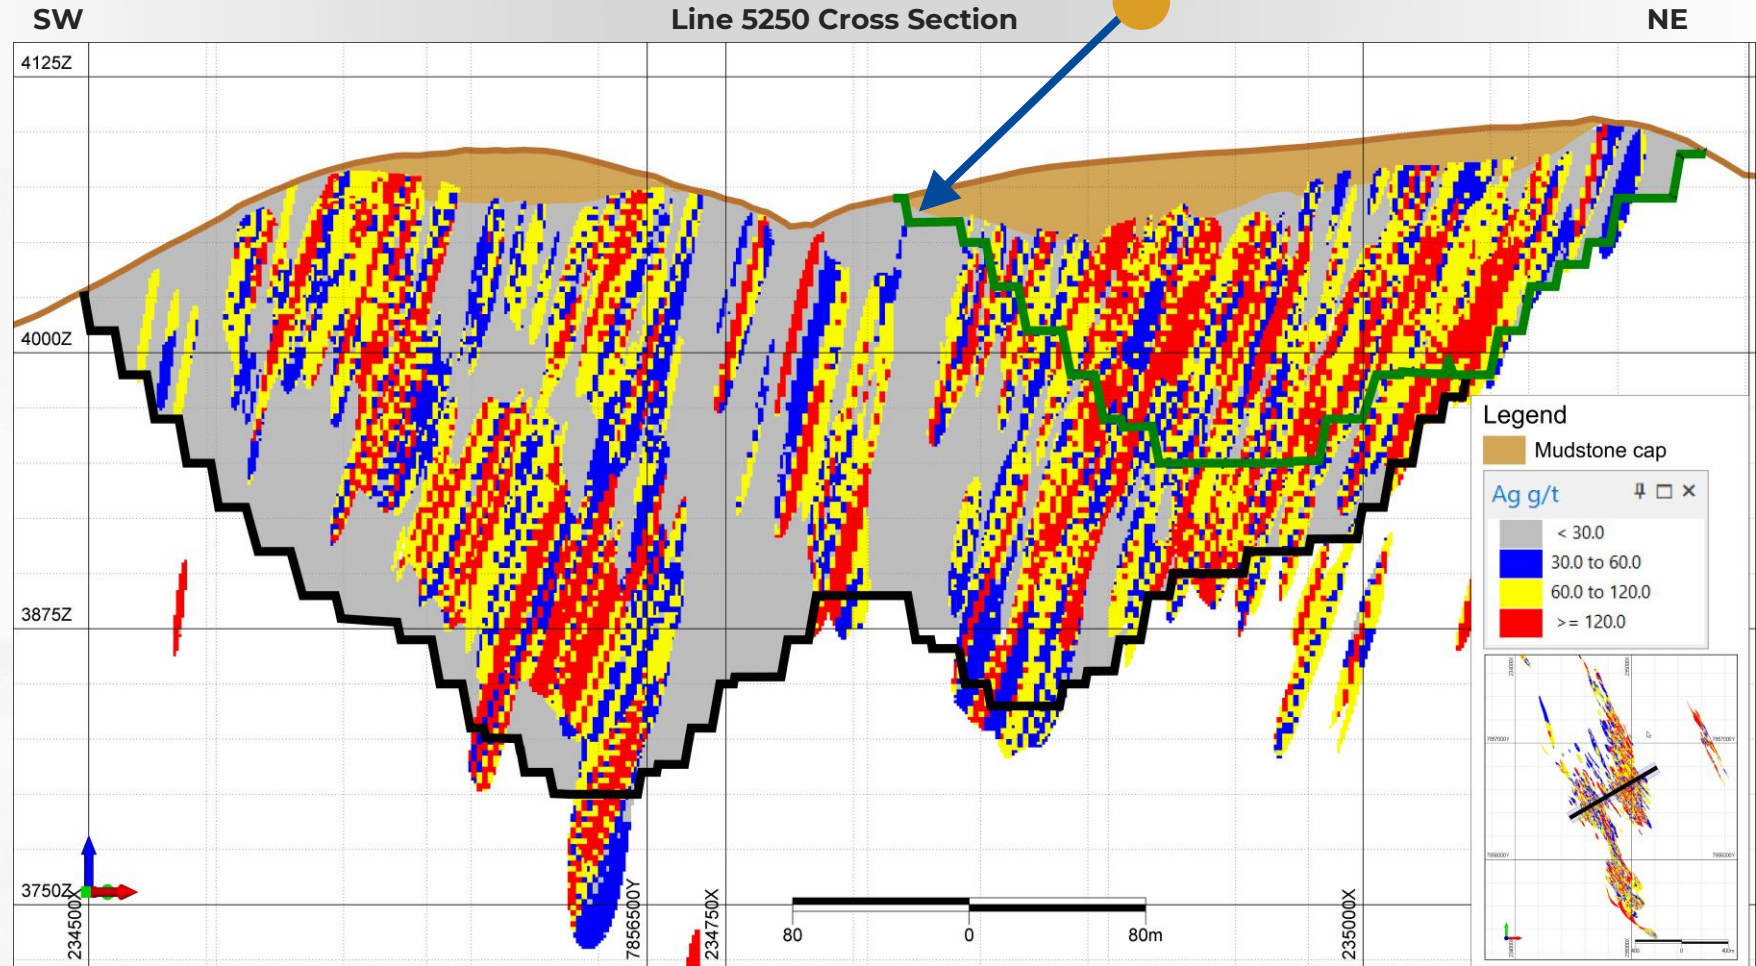 SW
Line 5250 Cross Section
NE
4125Z
4000Z
3875Z
3750Z
234500X
7856500Y
234750X
235000X
80
0
80m
Legend
Mudstone cap
Ag g/t
< 30.0
30.0 to 60.0
60.0 to 120.0
>= 120.0